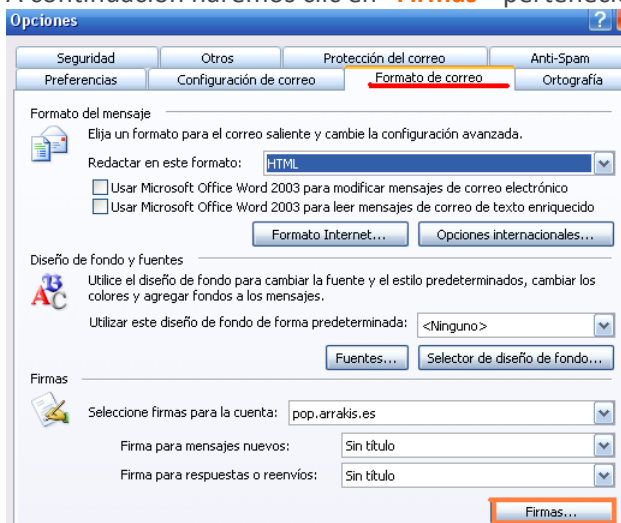 A continuación haremos clic en "Firmas"
Opciones
Seguridad Otros Protección del correo Anti-Spam
Preferencias Configuración de correo Formato de correo Ortografía
Formato del mensaje
Elija un formato para el correo saliente y cambie la configuración avanzada.
Redactar en este formato: HTML
Usar Microsoft Office Word 2003 para modificar mensajes de correo electrónico
Usar Microsoft Office Word 2003 para leer mensajes de correo de texto enriquecido
Formato Internet... Opciones internacionales...
Diseño de fondo y fuentes
Utilice el diseño de fondo para cambiar la fuente y el estilo predeterminados, cambiar los
colores y agregar fondos a los mensajes.
Utilizar este diseño de fondo de forma predeterminada: <Ninguno>
Fuentes... Selector de diseño de fondo...
Firmas
Seleccione firmas para la cuenta: pop.arrakis.es
Firma para mensajes nuevos: Sin título
Firma para respuestas o reenvíos: Sin título
Firmas...